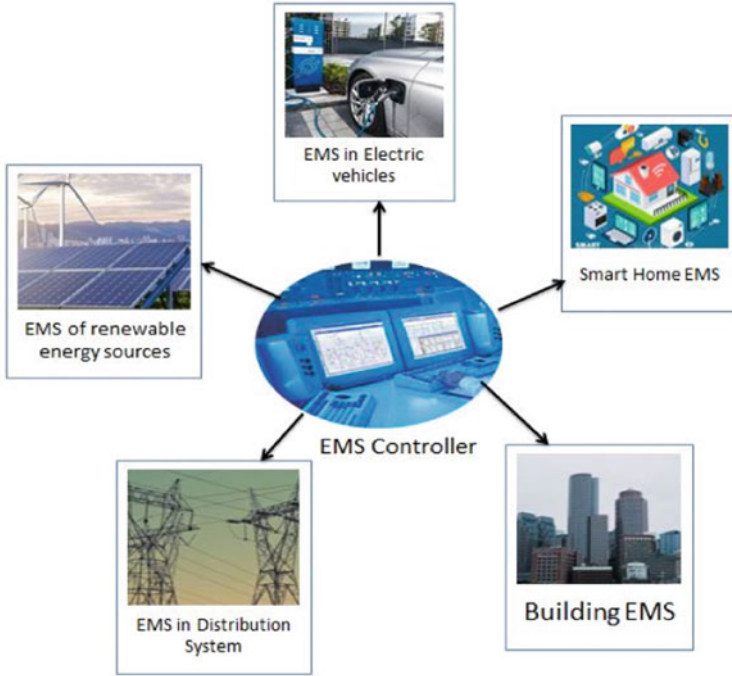 EMS in Electric
vehicles
SMART
Smart Home EMS
EMS of renewable
energy sources
EMS Controller
EMS in Distribution
System
Building EMS